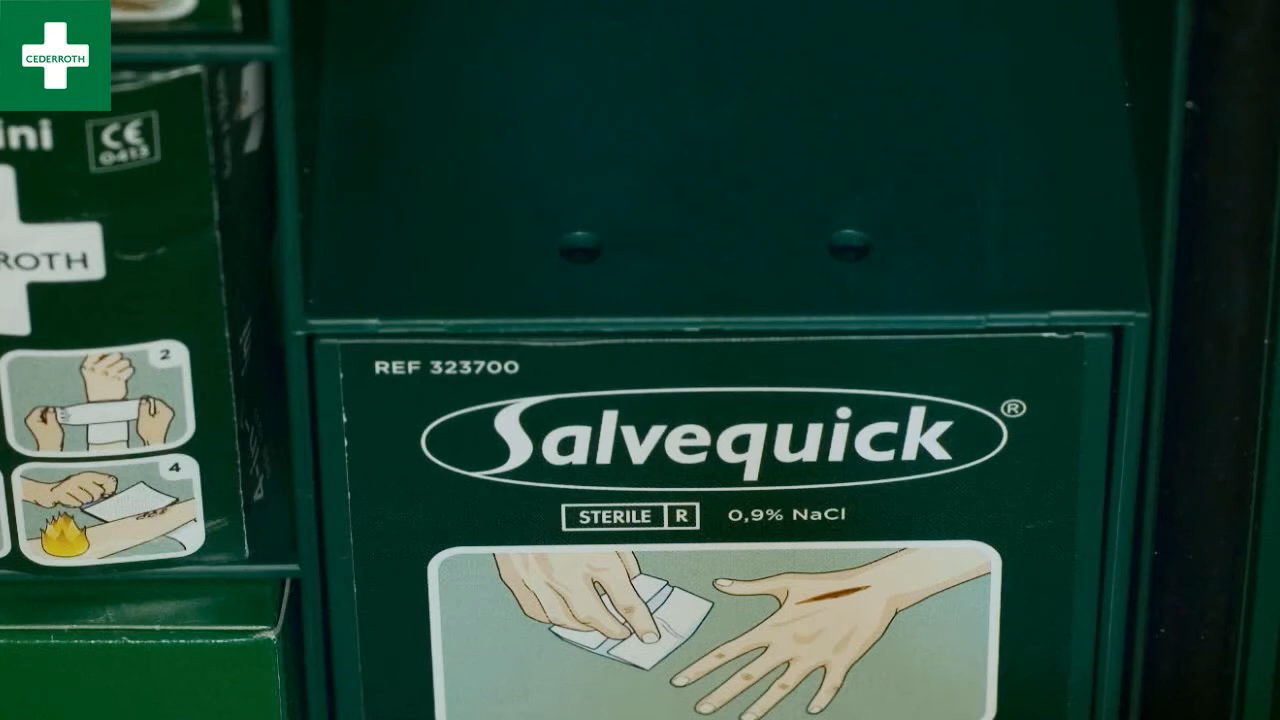 CEDERROTH
ini
CE
0413
ROTH
2
4
REF 323700
Salvequick®
STERILE R 0,9% NaCl